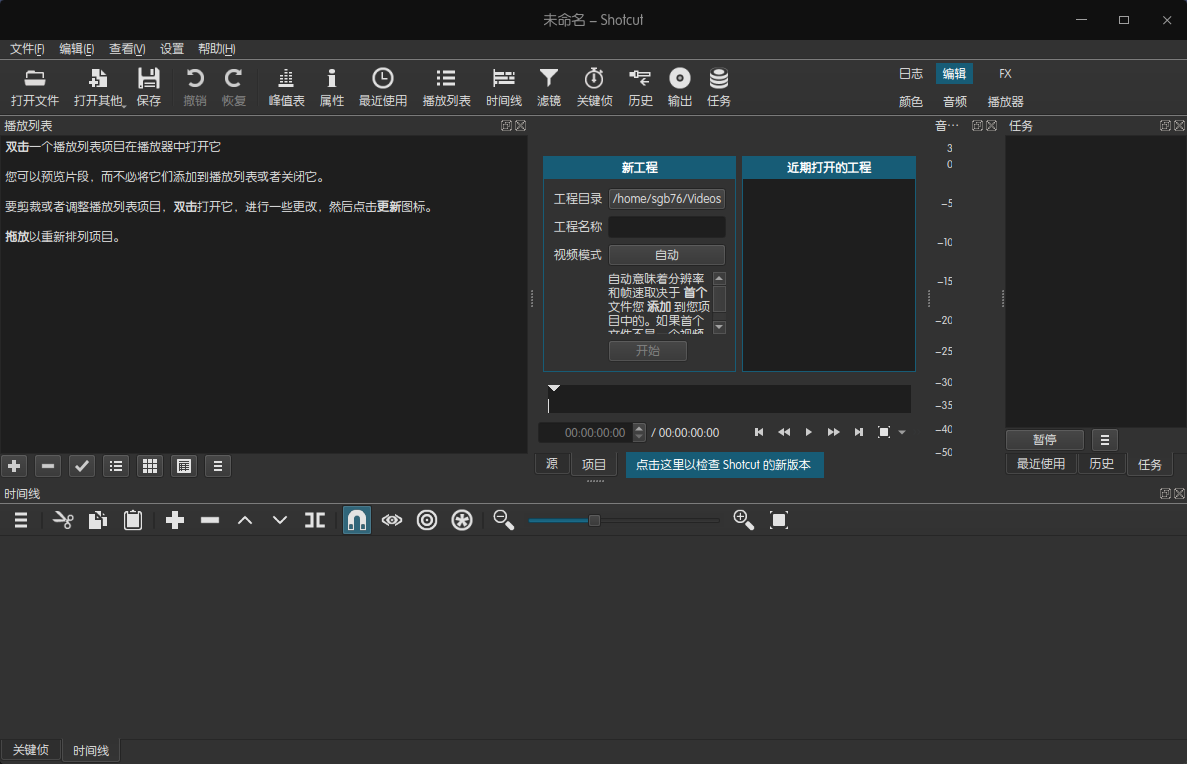 未命名 – Shotcut
文件(F) 编辑(E) 查看(V) 设置 帮助(H)
打开文件 打开其他 保存 撤销 恢复 峰值表 属性 最近使用 播放列表 时间线 滤镜 关键侦 历史 输出 任务
日志 编辑 FX
颜色 音频 播放器
播放列表
双击一个播放列表项目在播放器中打开它
您可以预览片段，而不必将它们添加到播放列表或者关闭它。
要剪裁或者调整播放列表项目，双击打开它，进行一些更改，然后点击更新图标。
拖放以重新排列项目。
新工程
工程目录 /home/sgb76/Videos
工程名称
视频模式 自动
自动意味着分辨率
和帧速取决于 首个
文件您 添加 到您项
目中的。如果首个
文件不是一个视频
开始
近期打开的工程
00:00:00:00 / 00:00:00:00
源 项目 点击这里以检查 Shotcut 的新版本
音…
3
0
-5
-10
-15
-20
-25
-30
-35
-40
-50
任务
暂停
最近使用 历史 任务
时间线
关键侦 时间线